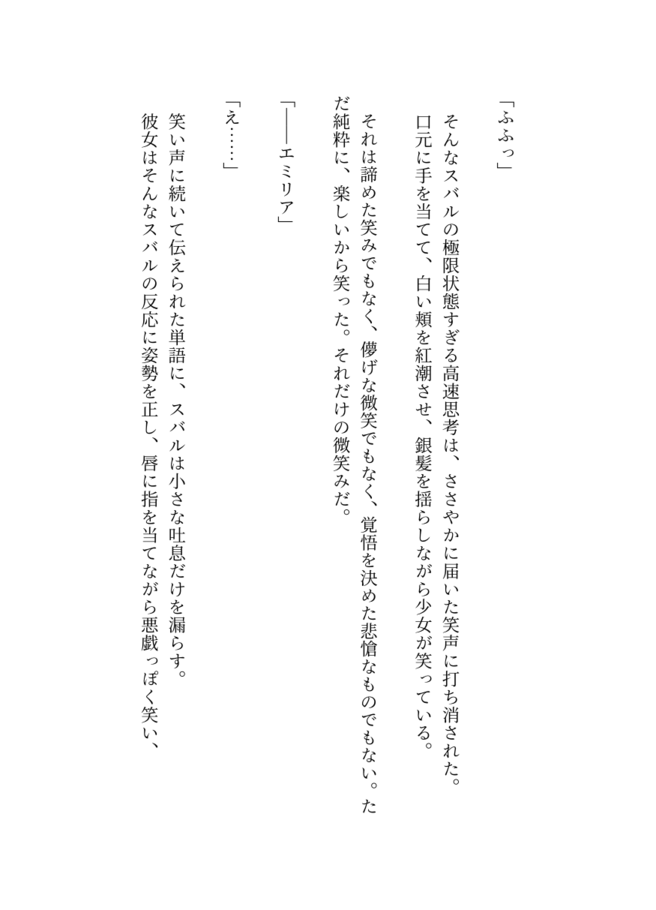 「ふふっ」
そんなスバルの極限状態すぎる高速思考は、ささやかに届いた笑声に打ち消された。
口元に手を当てて、白い頬を紅潮させ、銀髪を揺らしながら少女が笑っている。
それは諦めた笑みでもなく、儚げな微笑でもなく、覚悟を決めた悲愴なものでもない。た
だ純粋に、楽しいから笑った。それだけの微笑みだ。
「――エミリア」
「え……」
笑い声に続いて伝えられた単語に、スバルは小さな吐息だけを漏らす。
彼女はそんなスバルの反応に姿勢を正し、唇に指を当てながら悪戯っぽく笑い、